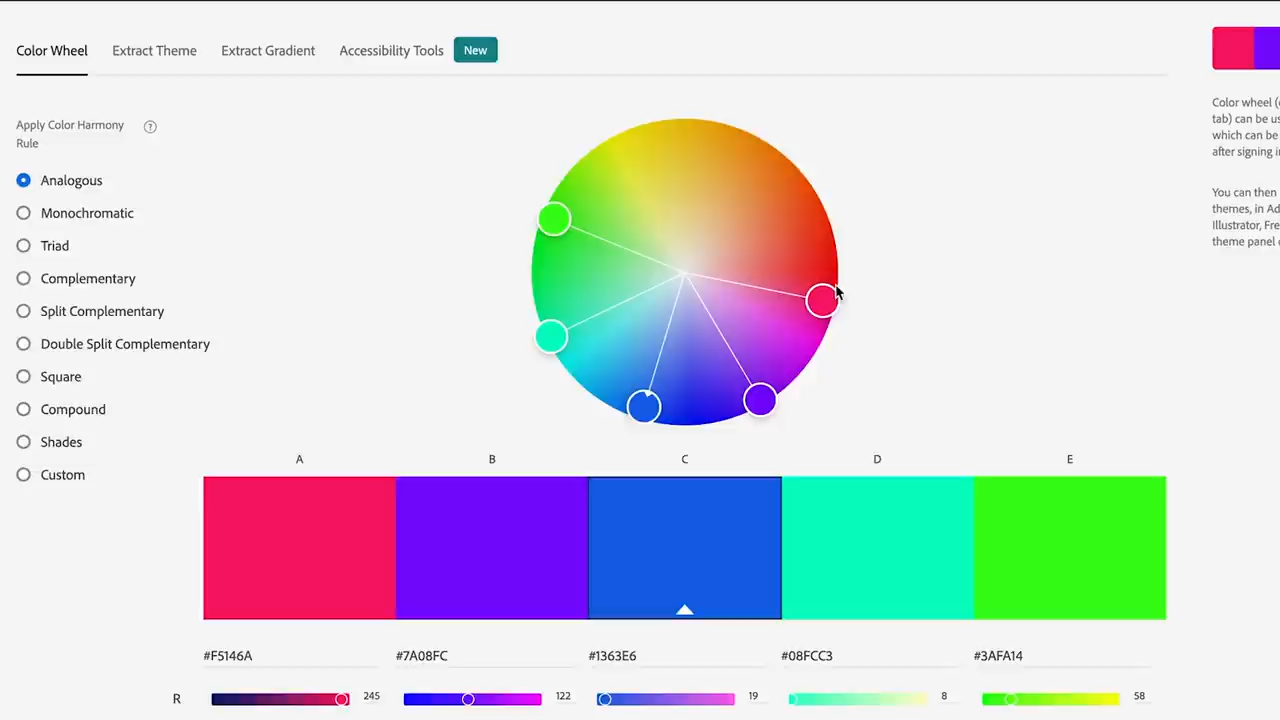 Color Wheel Extract Theme Extract Gradient Accessibility Tools New
Apply Color Harmony
Rule
?
Analogous
Monochromatic
Triad
Complementary
Split Complementary
Double Split Complementary
Square
Compound
Shades
Custom
Color wheel (
tab) can be us
which can be
after signing i
You can then
themes, in Ad
Illustrator, Fre
theme panel
A B C D E
#F5146A #7A08FC #1363E6 #08FCC3 #3AFA14
R 245 122 19 8 58